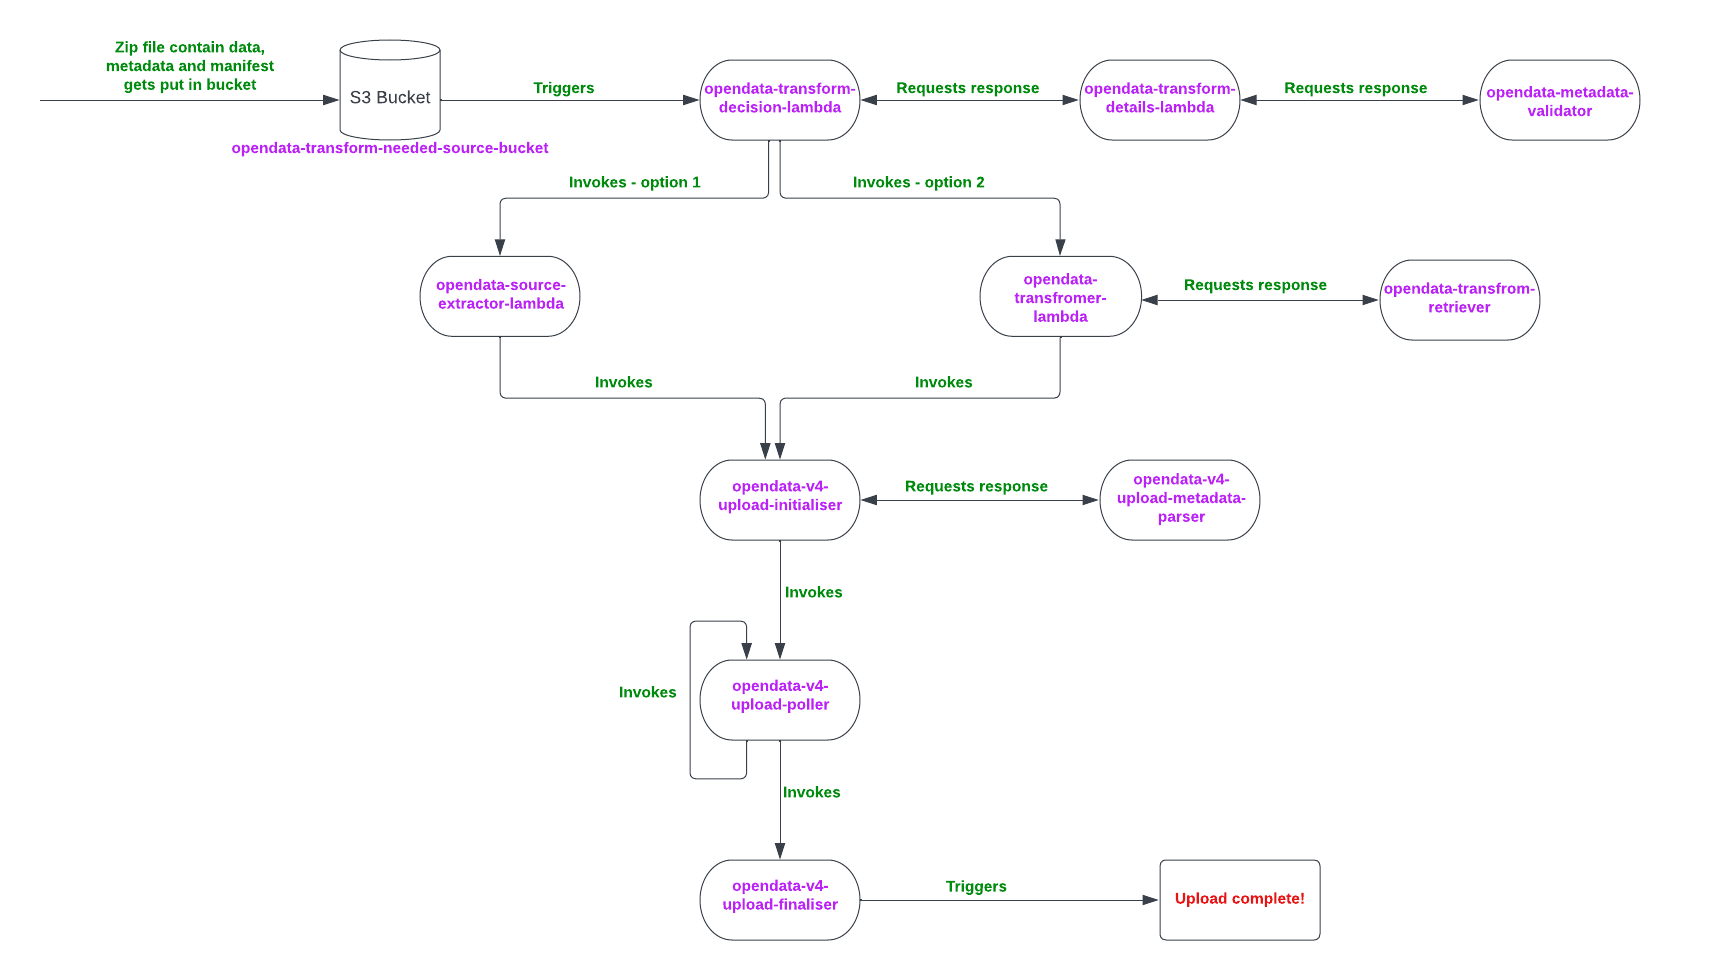 Zip file contain data,
metadata and manifest
gets put in bucket
S3 Bucket
opendata-transform-needed-source-bucket
Triggers
opendata-transform-
decision-lambda
Requests response
opendata-transform-
details-lambda
Requests response
opendata-metadata-
validator
Invokes - option 1
Invokes - option 2
opendata-source-
extractor-lambda
opendata-
transfromer-
lambda
Requests response
opendata-transfrom-
retriever
Invokes
Invokes
opendata-v4-
upload-initialiser
Requests response
opendata-v4-
upload-metadata-
parser
Invokes
Invokes
opendata-v4-
upload-poller
Invokes
opendata-v4-
upload-finaliser
Triggers
Upload complete!